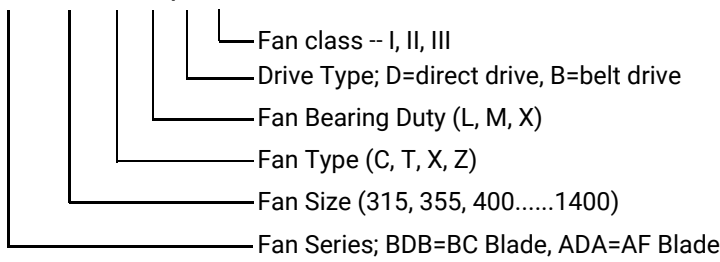 Fan class -- I, II, III
Drive Type; D=direct drive, B=belt drive
Fan Bearing Duty (L, M, X)
Fan Type (C, T, X, Z)
Fan Size (315, 355, 400......1400)
Fan Series; BDB=BC Blade, ADA=AF Blade